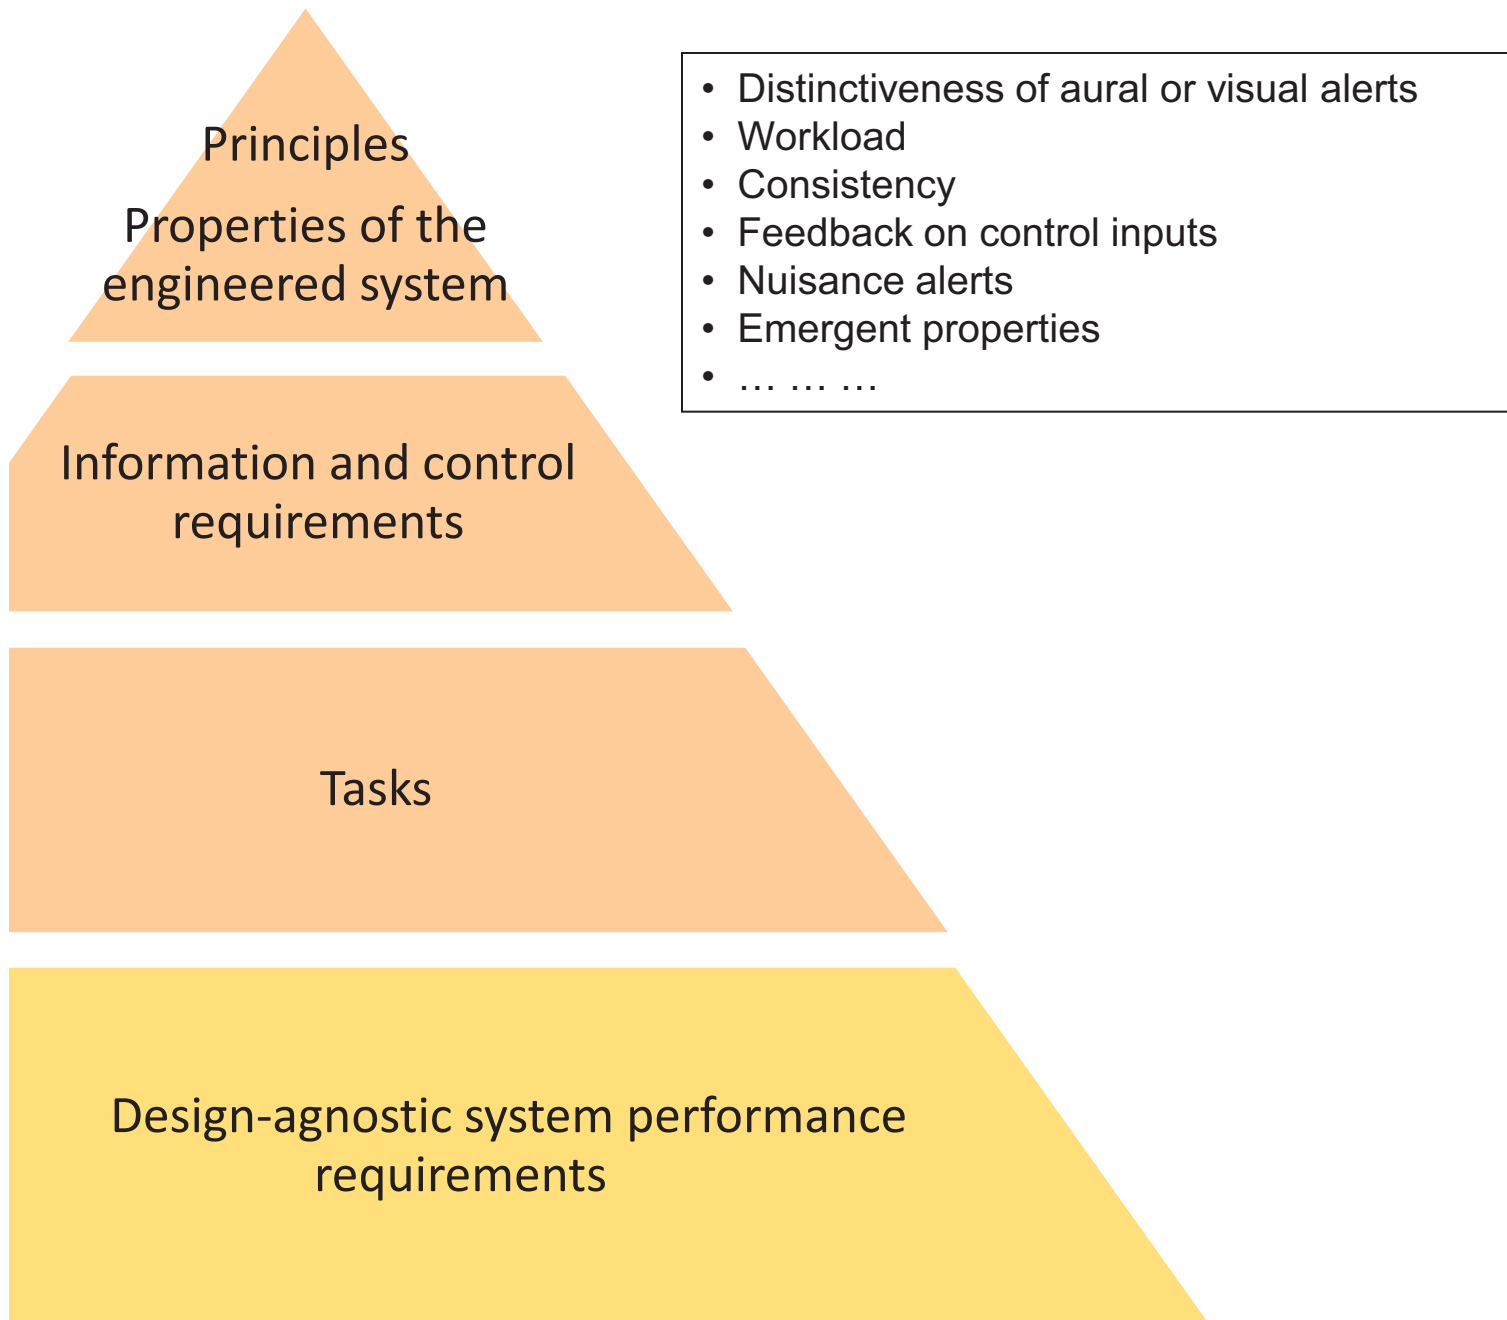 Principles
Properties of the
engineered system
• Distinctiveness of aural or visual alerts
• Workload
• Consistency
• Feedback on control inputs
• Nuisance alerts
• Emergent properties
• … … …
Information and control
requirements
Tasks
Design-agnostic system performance
requirements